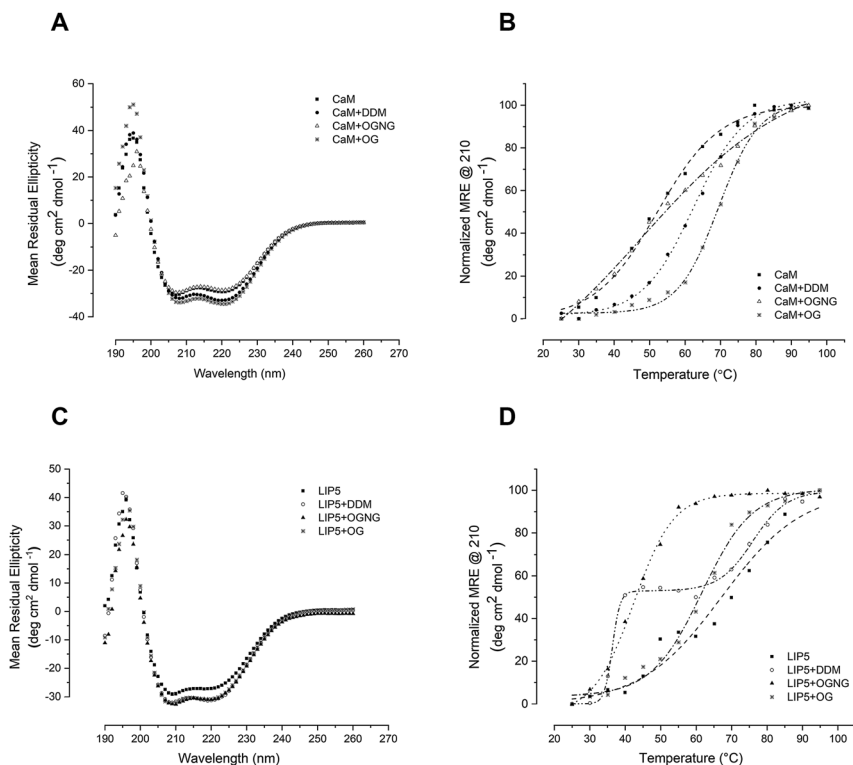 A
60
40
20
0
-20
-40
190 200 210 220 230 240 250 260 270
Mean Residual Ellipticity
(deg cm² dmol ⁻¹)
Wavelength (nm)
CaM
CaM+DDM
CaM+OGNG
CaM+OG
B
100
80
60
40
20
0
20 30 40 50 60 70 80 90 100
Normalized MRE @ 210
(deg cm² dmol ⁻¹)
Temperature (°C)
CaM
CaM+DDM
CaM+OGNG
CaM+OG
C
50
40
30
20
10
0
-10
-20
-30
190 200 210 220 230 240 250 260 270
Mean Residual Ellipticity
(deg cm² dmol ⁻¹)
Wavelength (nm)
LIP5
LIP5+DDM
LIP5+OGNG
LIP5+OG
D
100
80
60
40
20
0
20 30 40 50 60 70 80 90 100
Normalized MRE @ 210
(deg cm² dmol ⁻¹)
Temperature (°C)
LIP5
LIP5+DDM
LIP5+OGNG
LIP5+OG